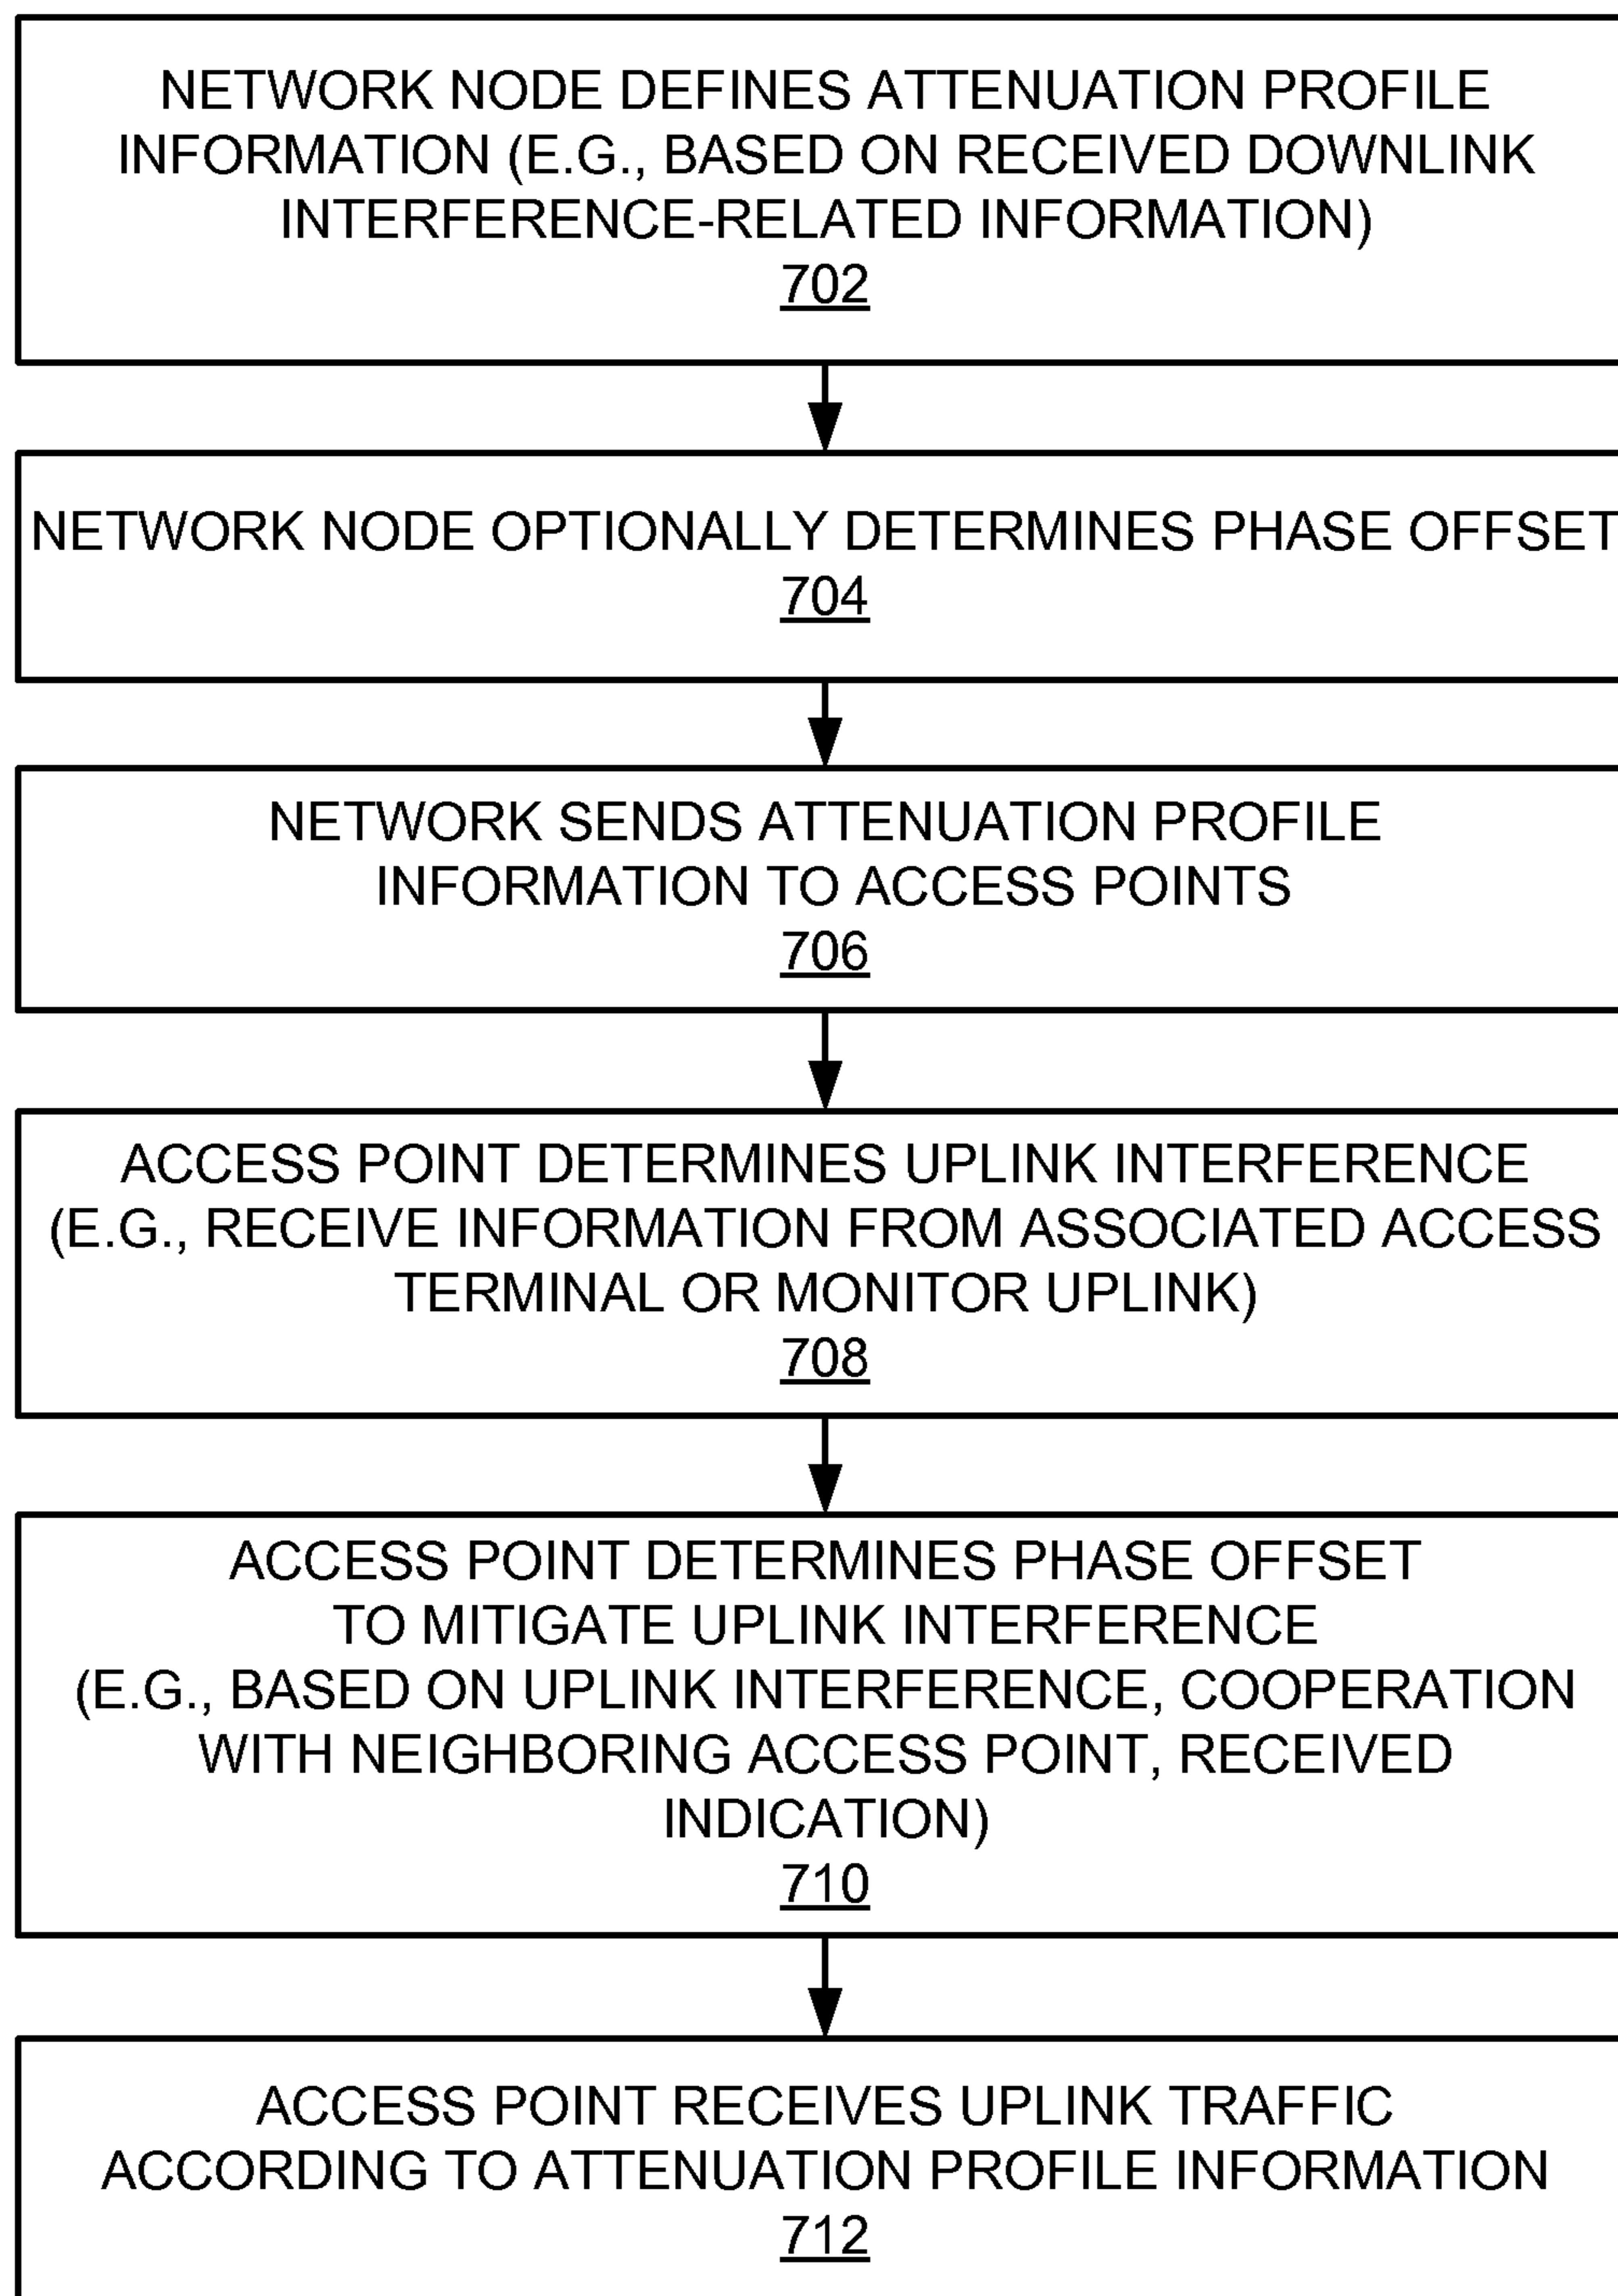 NETWORK NODE DEFINES ATTENUATION PROFILE
INFORMATION (E.G., BASED ON RECEIVED DOWNLINK
INTERFERENCE-RELATED INFORMATION)
702
NETWORK NODE OPTIONALLY DETERMINES PHASE OFFSET
704
NETWORK SENDS ATTENUATION PROFILE
INFORMATION TO ACCESS POINTS
706
ACCESS POINT DETERMINES UPLINK INTERFERENCE
(E.G., RECEIVE INFORMATION FROM ASSOCIATED ACCESS
TERMINAL OR MONITOR UPLINK)
708
ACCESS POINT DETERMINES PHASE OFFSET
TO MITIGATE UPLINK INTERFERENCE
(E.G., BASED ON UPLINK INTERFERENCE, COOPERATION
WITH NEIGHBORING ACCESS POINT, RECEIVED
INDICATION)
710
ACCESS POINT RECEIVES UPLINK TRAFFIC
ACCORDING TO ATTENUATION PROFILE INFORMATION
712